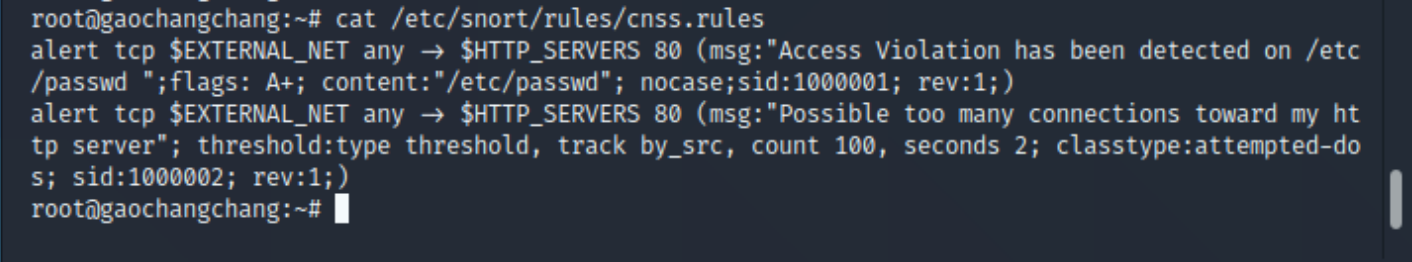 root@gaochangchang:~# cat /etc/snort/rules/cnss.rules
alert tcp $EXTERNAL_NET any → $HTTP_SERVERS 80 (msg:"Access Violation has been detected on /etc
/passwd ";flags: A+; content:"/etc/passwd"; nocase;sid:1000001; rev:1;)
alert tcp $EXTERNAL_NET any → $HTTP_SERVERS 80 (msg:"Possible too many connections toward my ht
tp server"; threshold:type threshold, track by_src, count 100, seconds 2; classtype:attempted-do
s; sid:1000002; rev:1;)
root@gaochangchang:~#